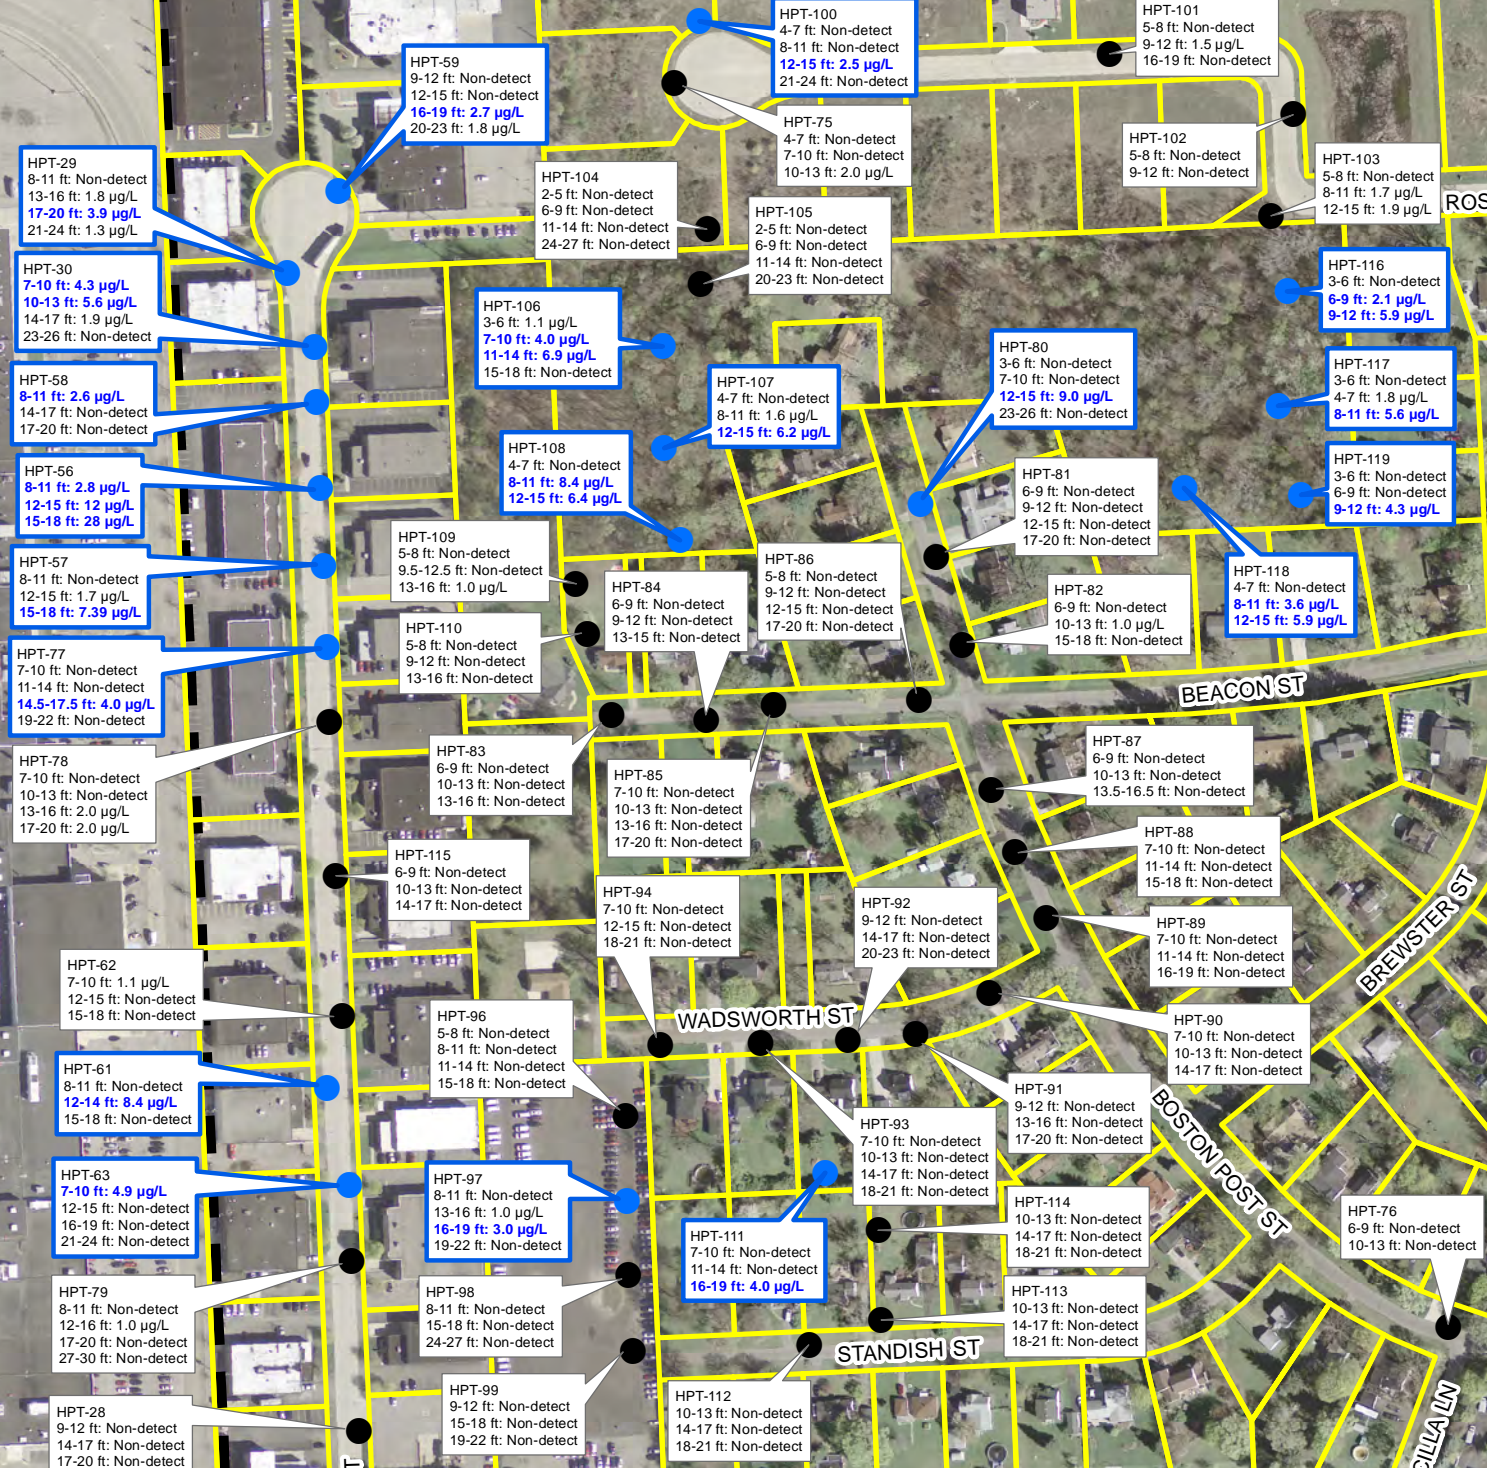 HPT-100
4-7 ft: Non-detect
8-11 ft: Non-detect
12-15 ft: 2.5 µg/L
21-24 ft: Non-detect
HPT-101
5-8 ft: Non-detect
9-12 ft: 1.5 µg/L
16-19 ft: Non-detect
HPT-59
9-12 ft: Non-detect
12-15 ft: Non-detect
16-19 ft: 2.7 µg/L
20-23 ft: 1.8 µg/L
HPT-75
4-7 ft: Non-detect
7-10 ft: Non-detect
10-13 ft: 2.0 µg/L
HPT-102
5-8 ft: Non-detect
9-12 ft: Non-detect
HPT-103
5-8 ft: Non-detect
8-11 ft: 1.7 µg/L
12-15 ft: 1.9 µg/L
ROS
HPT-29
8-11 ft: Non-detect
13-16 ft: 1.8 µg/L
17-20 ft: 3.9 µg/L
21-24 ft: 1.3 µg/L
HPT-104
2-5 ft: Non-detect
6-9 ft: Non-detect
11-14 ft: Non-detect
24-27 ft: Non-detect
HPT-105
2-5 ft: Non-detect
6-9 ft: Non-detect
11-14 ft: Non-detect
20-23 ft: Non-detect
HPT-30
7-10 ft: 4.3 µg/L
10-13 ft: 5.6 µg/L
14-17 ft: 1.9 µg/L
23-26 ft: Non-detect
HPT-116
3-6 ft: Non-detect
6-9 ft: 2.1 µg/L
9-12 ft: 5.9 µg/L
HPT-106
3-6 ft: 1.1 µg/L
7-10 ft: 4.0 µg/L
11-14 ft: 6.9 µg/L
15-18 ft: Non-detect
HPT-80
3-6 ft: Non-detect
7-10 ft: Non-detect
12-15 ft: 9.0 µg/L
23-26 ft: Non-detect
HPT-117
3-6 ft: Non-detect
4-7 ft: 1.8 µg/L
8-11 ft: 5.6 µg/L
HPT-58
8-11 ft: 2.6 µg/L
14-17 ft: Non-detect
17-20 ft: Non-detect
HPT-107
4-7 ft: Non-detect
8-11 ft: 1.6 µg/L
12-15 ft: 6.2 µg/L
HPT-108
4-7 ft: Non-detect
8-11 ft: 8.4 µg/L
12-15 ft: 6.4 µg/L
HPT-119
3-6 ft: Non-detect
6-9 ft: Non-detect
9-12 ft: 4.3 µg/L
HPT-56
8-11 ft: 2.8 µg/L
12-15 ft: 12 µg/L
15-18 ft: 28 µg/L
HPT-81
6-9 ft: Non-detect
9-12 ft: Non-detect
12-15 ft: Non-detect
17-20 ft: Non-detect
HPT-109
5-8 ft: Non-detect
9.5-12.5 ft: Non-detect
13-16 ft: 1.0 µg/L
HPT-86
5-8 ft: Non-detect
9-12 ft: Non-detect
12-15 ft: Non-detect
17-20 ft: Non-detect
HPT-57
8-11 ft: Non-detect
12-15 ft: 1.7 µg/L
15-18 ft: 7.39 µg/L
HPT-84
6-9 ft: Non-detect
9-12 ft: Non-detect
13-15 ft: Non-detect
HPT-82
6-9 ft: Non-detect
10-13 ft: 1.0 µg/L
15-18 ft: Non-detect
HPT-118
4-7 ft: Non-detect
8-11 ft: 3.6 µg/L
12-15 ft: 5.9 µg/L
HPT-110
5-8 ft: Non-detect
9-12 ft: Non-detect
13-16 ft: Non-detect
HPT-77
7-10 ft: Non-detect
11-14 ft: Non-detect
14.5-17.5 ft: 4.0 µg/L
19-22 ft: Non-detect
BEACON ST
HPT-78
7-10 ft: Non-detect
10-13 ft: Non-detect
13-16 ft: 2.0 µg/L
17-20 ft: 2.0 µg/L
HPT-83
6-9 ft: Non-detect
10-13 ft: Non-detect
13-16 ft: Non-detect
HPT-85
7-10 ft: Non-detect
10-13 ft: Non-detect
13-16 ft: Non-detect
17-20 ft: Non-detect
HPT-87
6-9 ft: Non-detect
10-13 ft: Non-detect
13.5-16.5 ft: Non-detect
HPT-88
7-10 ft: Non-detect
11-14 ft: Non-detect
15-18 ft: Non-detect
HPT-115
6-9 ft: Non-detect
10-13 ft: Non-detect
14-17 ft: Non-detect
HPT-94
7-10 ft: Non-detect
12-15 ft: Non-detect
18-21 ft: Non-detect
HPT-92
9-12 ft: Non-detect
14-17 ft: Non-detect
20-23 ft: Non-detect
HPT-89
7-10 ft: Non-detect
11-14 ft: Non-detect
16-19 ft: Non-detect
BREWSTER ST
HPT-62
7-10 ft: 1.1 µg/L
12-15 ft: Non-detect
15-18 ft: Non-detect
WADSWORTH ST
HPT-96
5-8 ft: Non-detect
8-11 ft: Non-detect
11-14 ft: Non-detect
15-18 ft: Non-detect
HPT-90
7-10 ft: Non-detect
10-13 ft: Non-detect
14-17 ft: Non-detect
HPT-61
8-11 ft: Non-detect
12-14 ft: 8.4 µg/L
15-18 ft: Non-detect
HPT-91
9-12 ft: Non-detect
13-16 ft: Non-detect
17-20 ft: Non-detect
BOSTON POST ST
HPT-93
7-10 ft: Non-detect
10-13 ft: Non-detect
14-17 ft: Non-detect
18-21 ft: Non-detect
HPT-63
7-10 ft: 4.9 µg/L
12-15 ft: Non-detect
16-19 ft: Non-detect
21-24 ft: Non-detect
HPT-97
8-11 ft: Non-detect
13-16 ft: 1.0 µg/L
16-19 ft: 3.0 µg/L
19-22 ft: Non-detect
HPT-111
7-10 ft: Non-detect
11-14 ft: Non-detect
16-19 ft: 4.0 µg/L
HPT-114
10-13 ft: Non-detect
14-17 ft: Non-detect
18-21 ft: Non-detect
HPT-76
6-9 ft: Non-detect
10-13 ft: Non-detect
HPT-79
8-11 ft: Non-detect
12-16 ft: 1.0 µg/L
17-20 ft: Non-detect
27-30 ft: Non-detect
HPT-98
8-11 ft: Non-detect
15-18 ft: Non-detect
24-27 ft: Non-detect
HPT-113
10-13 ft: Non-detect
14-17 ft: Non-detect
18-21 ft: Non-detect
STANDISH ST
HPT-99
9-12 ft: Non-detect
15-18 ft: Non-detect
19-22 ft: Non-detect
HPT-112
10-13 ft: Non-detect
14-17 ft: Non-detect
18-21 ft: Non-detect
HPT-28
9-12 ft: Non-detect
14-17 ft: Non-detect
17-20 ft: Non-detect
T
CILLA LN